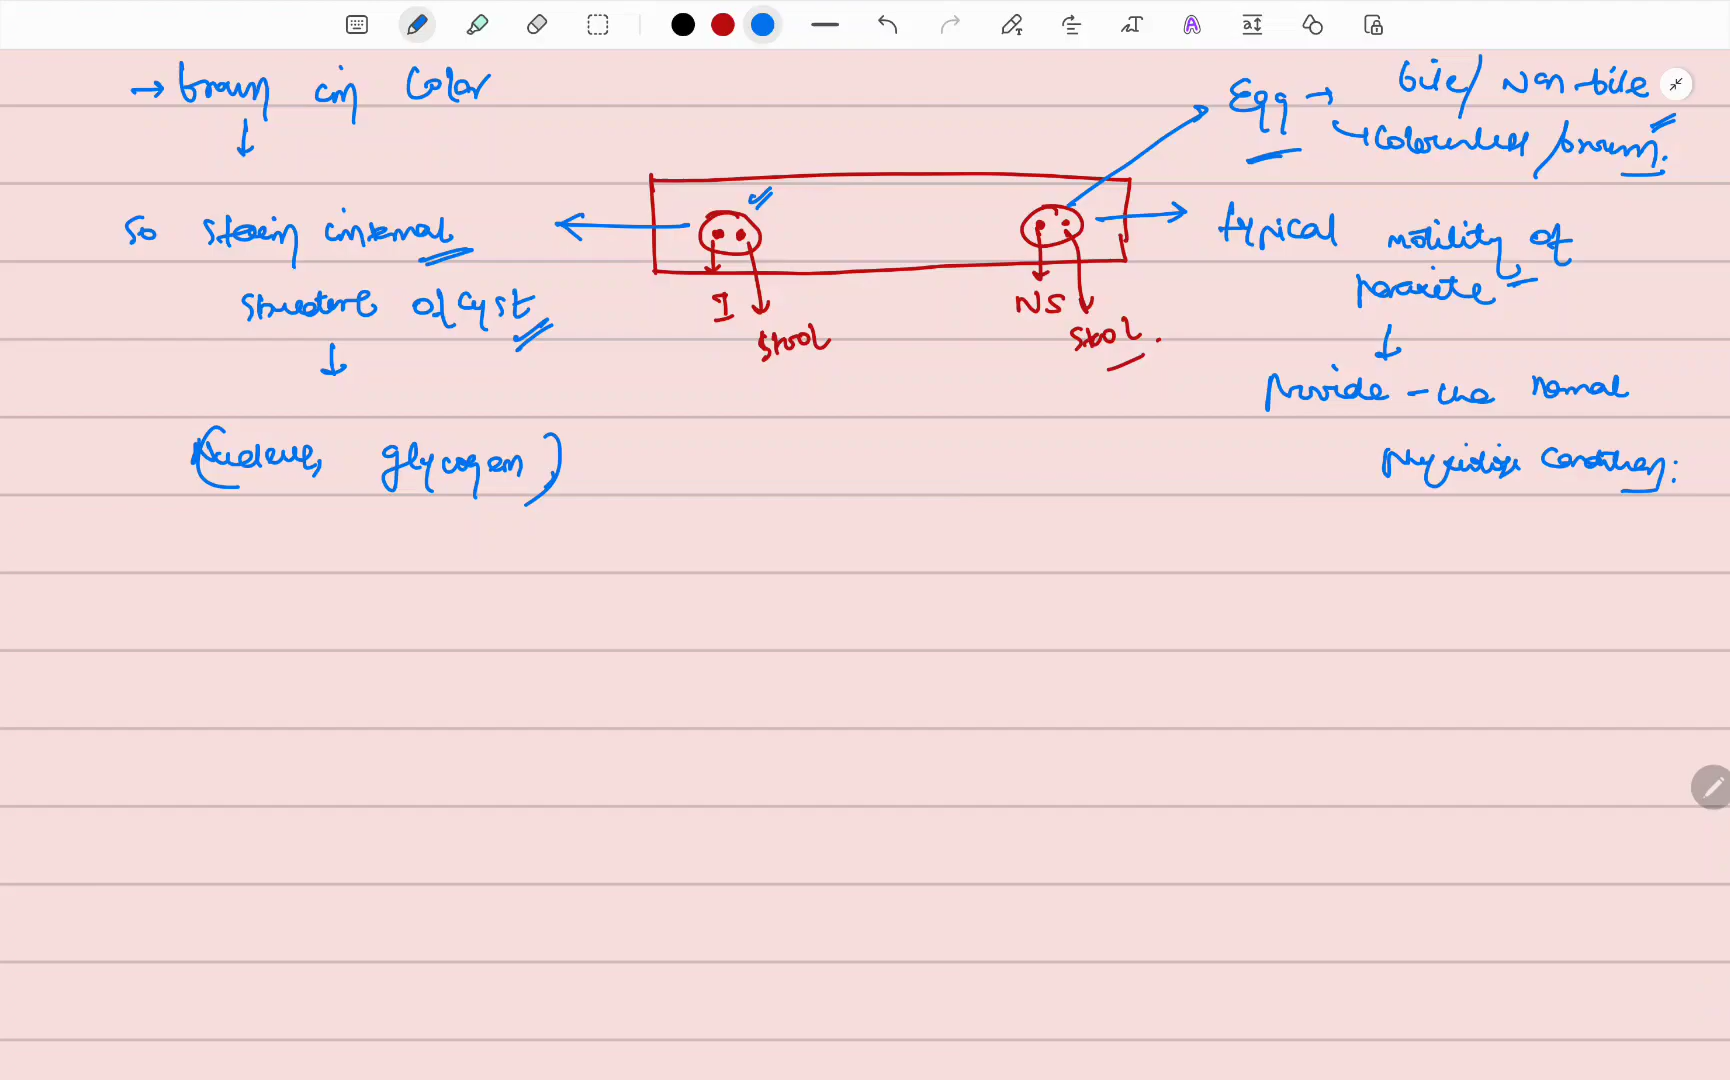 → brown in Color
So stain internal
structure of cyst
(Nucleus, glycogen)
I
Stool
NS
Stool.
Egg → bile/Non-bile
Colourless/brown.
typical motility of
parasite
Provide the normal
physiologic condition.